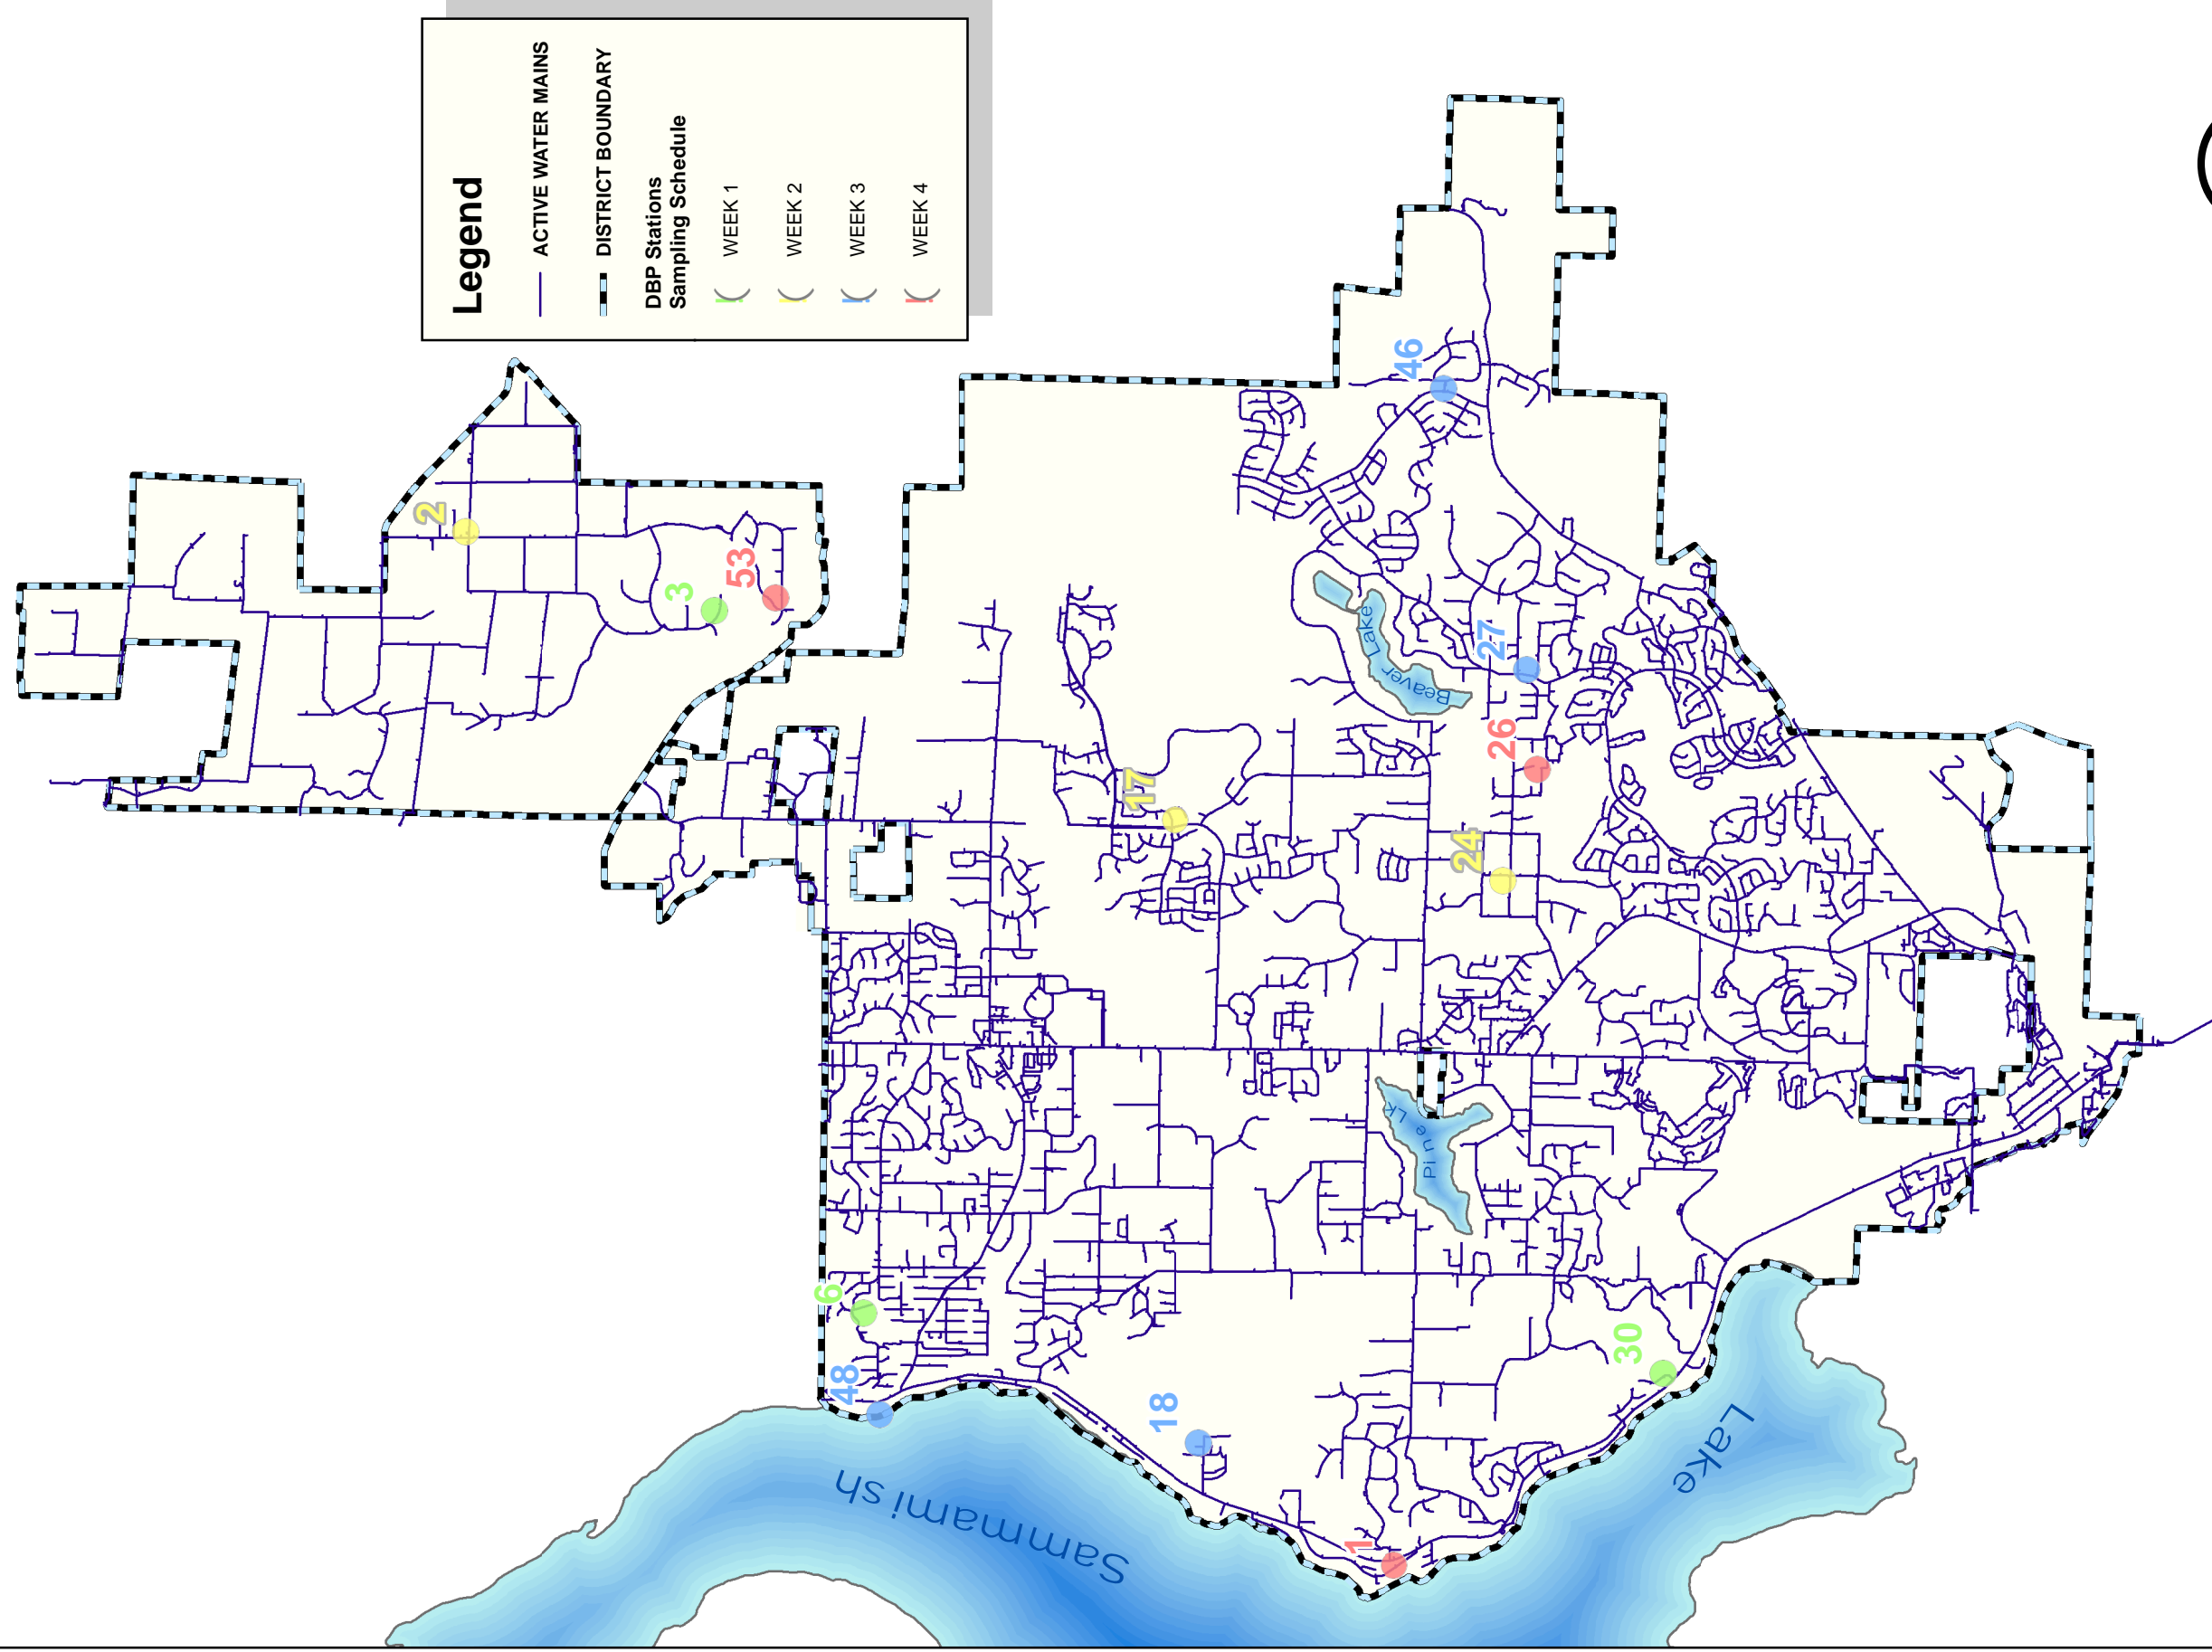 Legend
ACTIVE WATER MAINS
DISTRICT BOUNDARY
DBP Stations
Sampling Schedule
WEEK 1
WEEK 2
WEEK 3
WEEK 4
2
3
53
46
27
26
17
24
6
48
18
30
1
Beaver Lake
Pine Lk
Lake
Sammamish